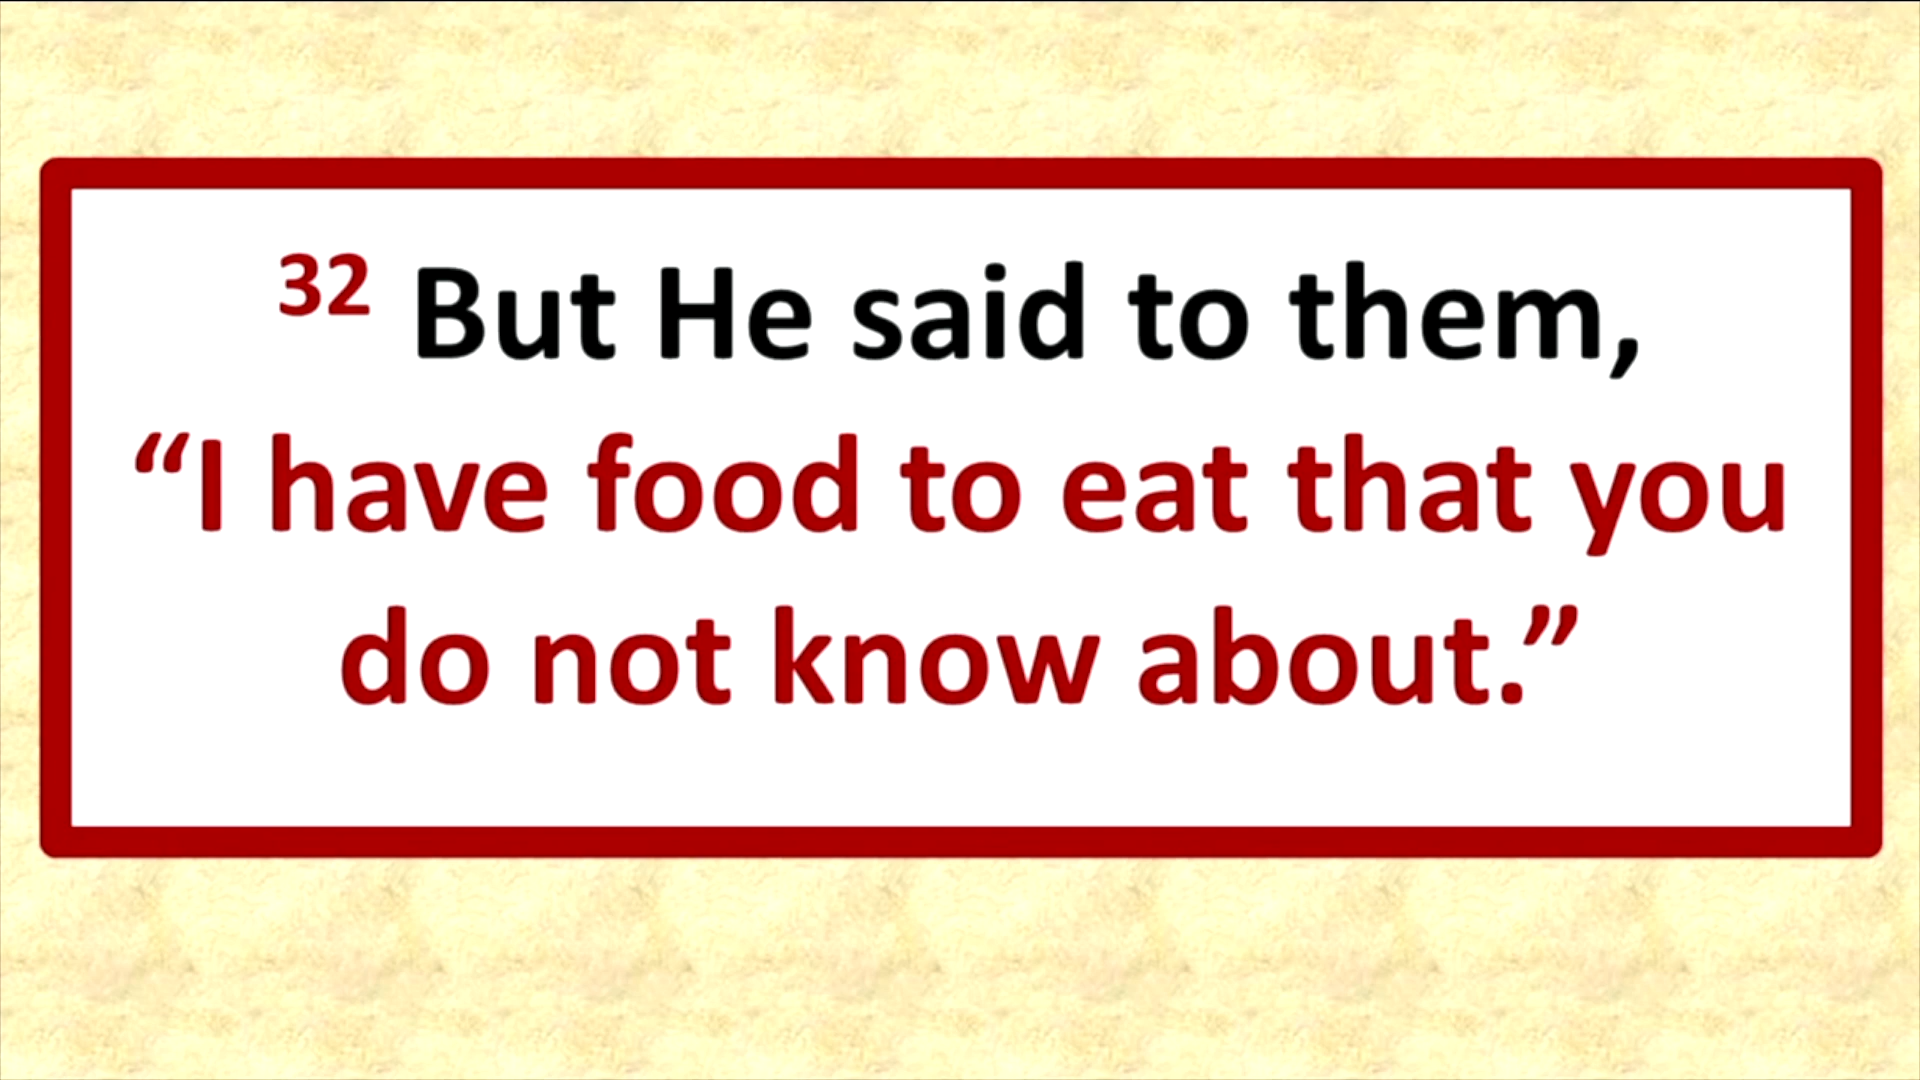 32 But He said to them,
“I have food to eat that you
do not know about.”